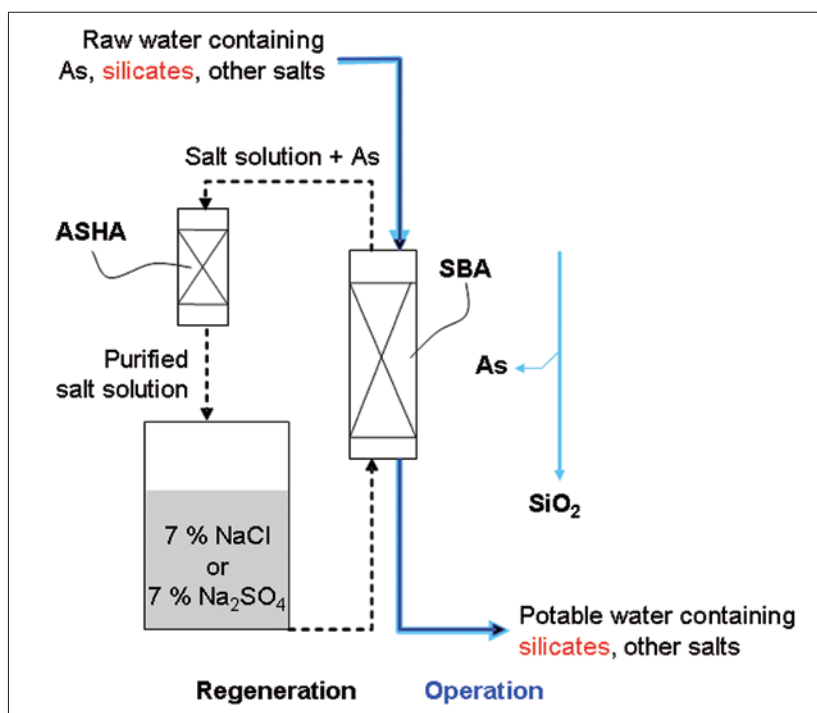 Raw water containing
As, silicates, other salts
Salt solution + As
ASHA
SBA
Purified
salt solution
As
SiO₂
7 % NaCl
or
7 % Na₂SO₄
Potable water containing
silicates, other salts
Regeneration
Operation